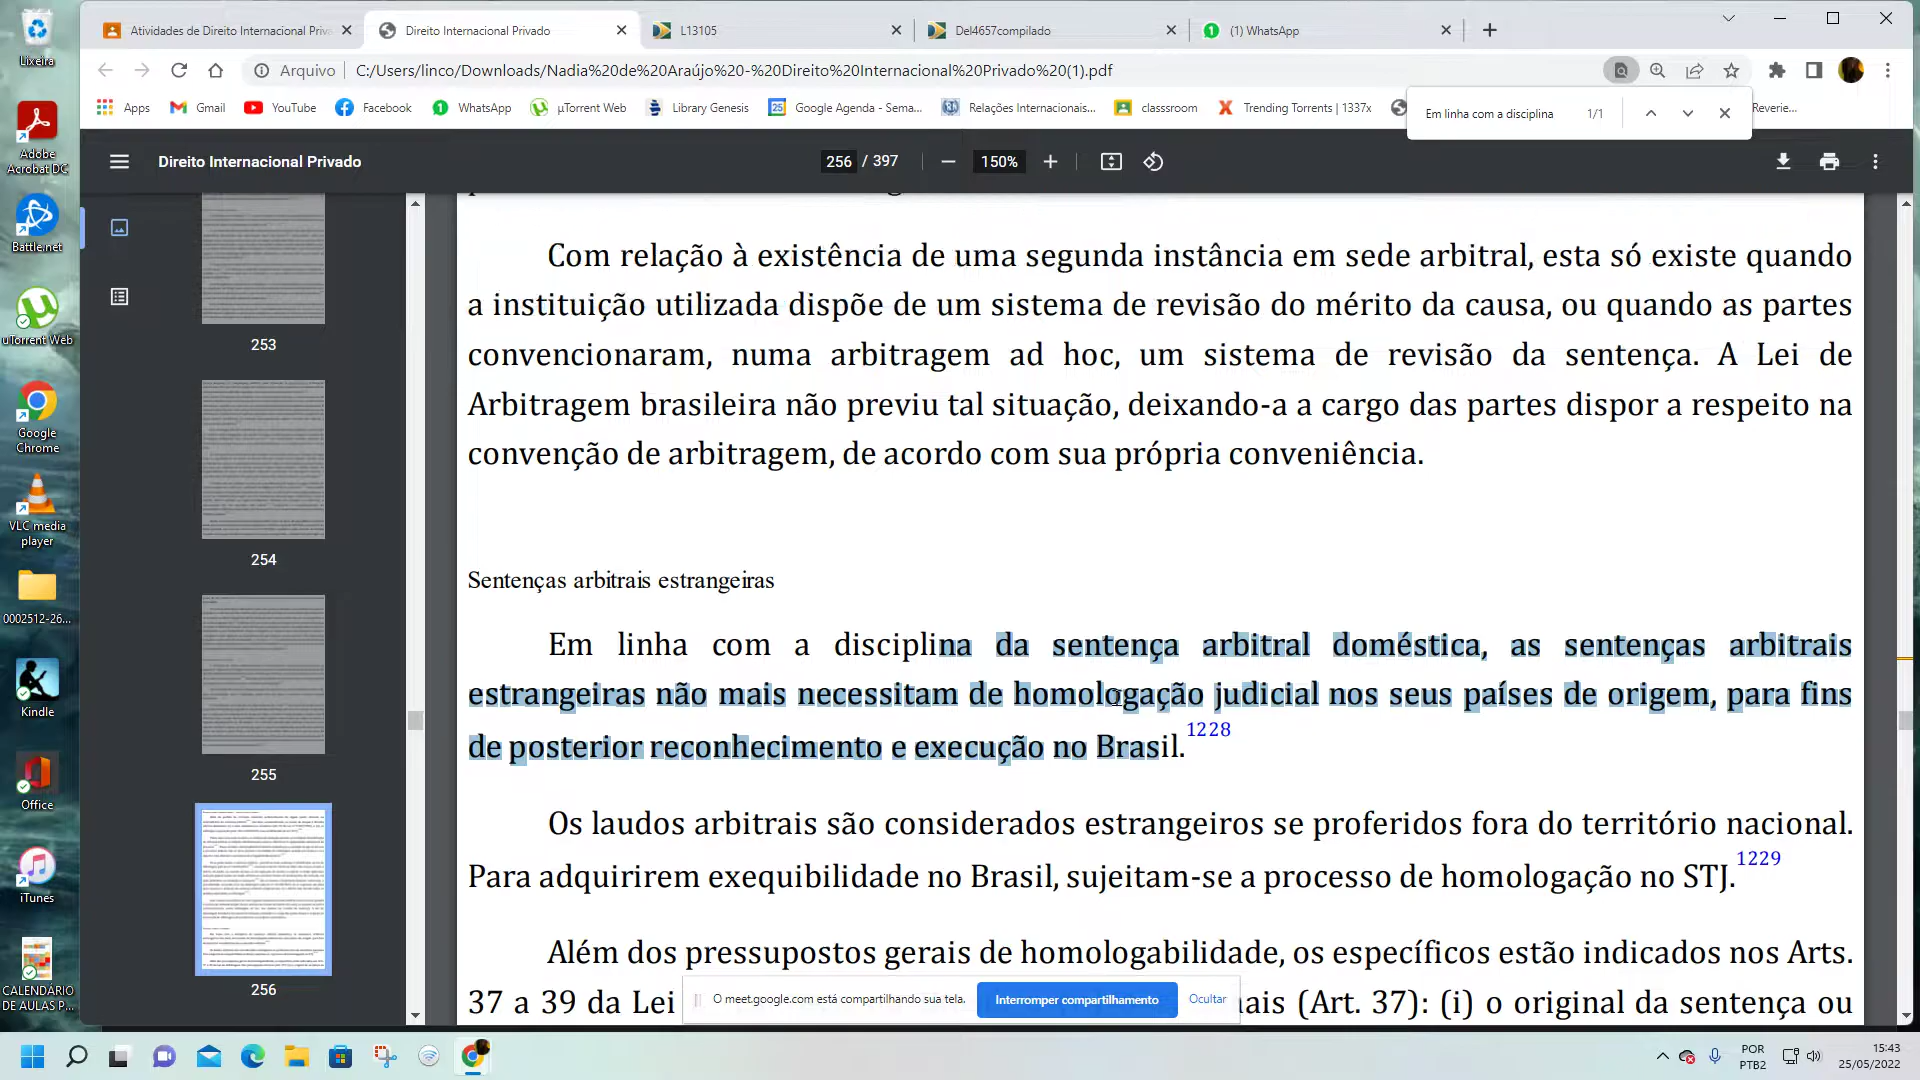 Lixeira
Adobe
Acrobat DC
Battle.net
uTorrent Web
Google
Chrome
VLC media
player
0002512-26...
Kindle
Office
iTunes
CALENDÁRIO
DE AULAS P...
Atividades de Direito Internacional Priva
Direito Internacional Privado
L13105
Del4657compilado
(1) WhatsApp
Arquivo
C:/Users/linco/Downloads/Nadia%20de%20Araújo%20-%20Direito%20Internacional%20Privado%20(1).pdf
Apps
Gmail
YouTube
Facebook
WhatsApp
µTorrent Web
Library Genesis
Google Agenda - Sema...
Relações Internacionais...
classsroom
Trending Torrents | 1337x
Reverie...
Em linha com a disciplina
1/1
Direito Internacional Privado
256 / 397
150%
253
254
255
256
Com relação à existência de uma segunda instância em sede arbitral, esta só existe quando
a instituição utilizada dispõe de um sistema de revisão do mérito da causa, ou quando as partes
convencionaram, numa arbitragem ad hoc, um sistema de revisão da sentença. A Lei de
Arbitragem brasileira não previu tal situação, deixando-a a cargo das partes dispor a respeito na
convenção de arbitragem, de acordo com sua própria conveniência.
Sentenças arbitrais estrangeiras
Em linha com a disciplina da sentença arbitral doméstica, as sentenças arbitrais
estrangeiras não mais necessitam de homologação judicial nos seus países de origem, para fins
de posterior reconhecimento e execução no Brasil.1228
Os laudos arbitrais são considerados estrangeiros se proferidos fora do território nacional.
Para adquirirem exequibilidade no Brasil, sujeitam-se a processo de homologação no STJ.1229
Além dos pressupostos gerais de homologabilidade, os específicos estão indicados nos Arts.
37 a 39 da Lei
ais (Art. 37): (i) o original da sentença ou
O meet.google.com está compartilhando sua tela.
Interromper compartilhamento
Ocultar
POR
PTB2
15:43
25/05/2022